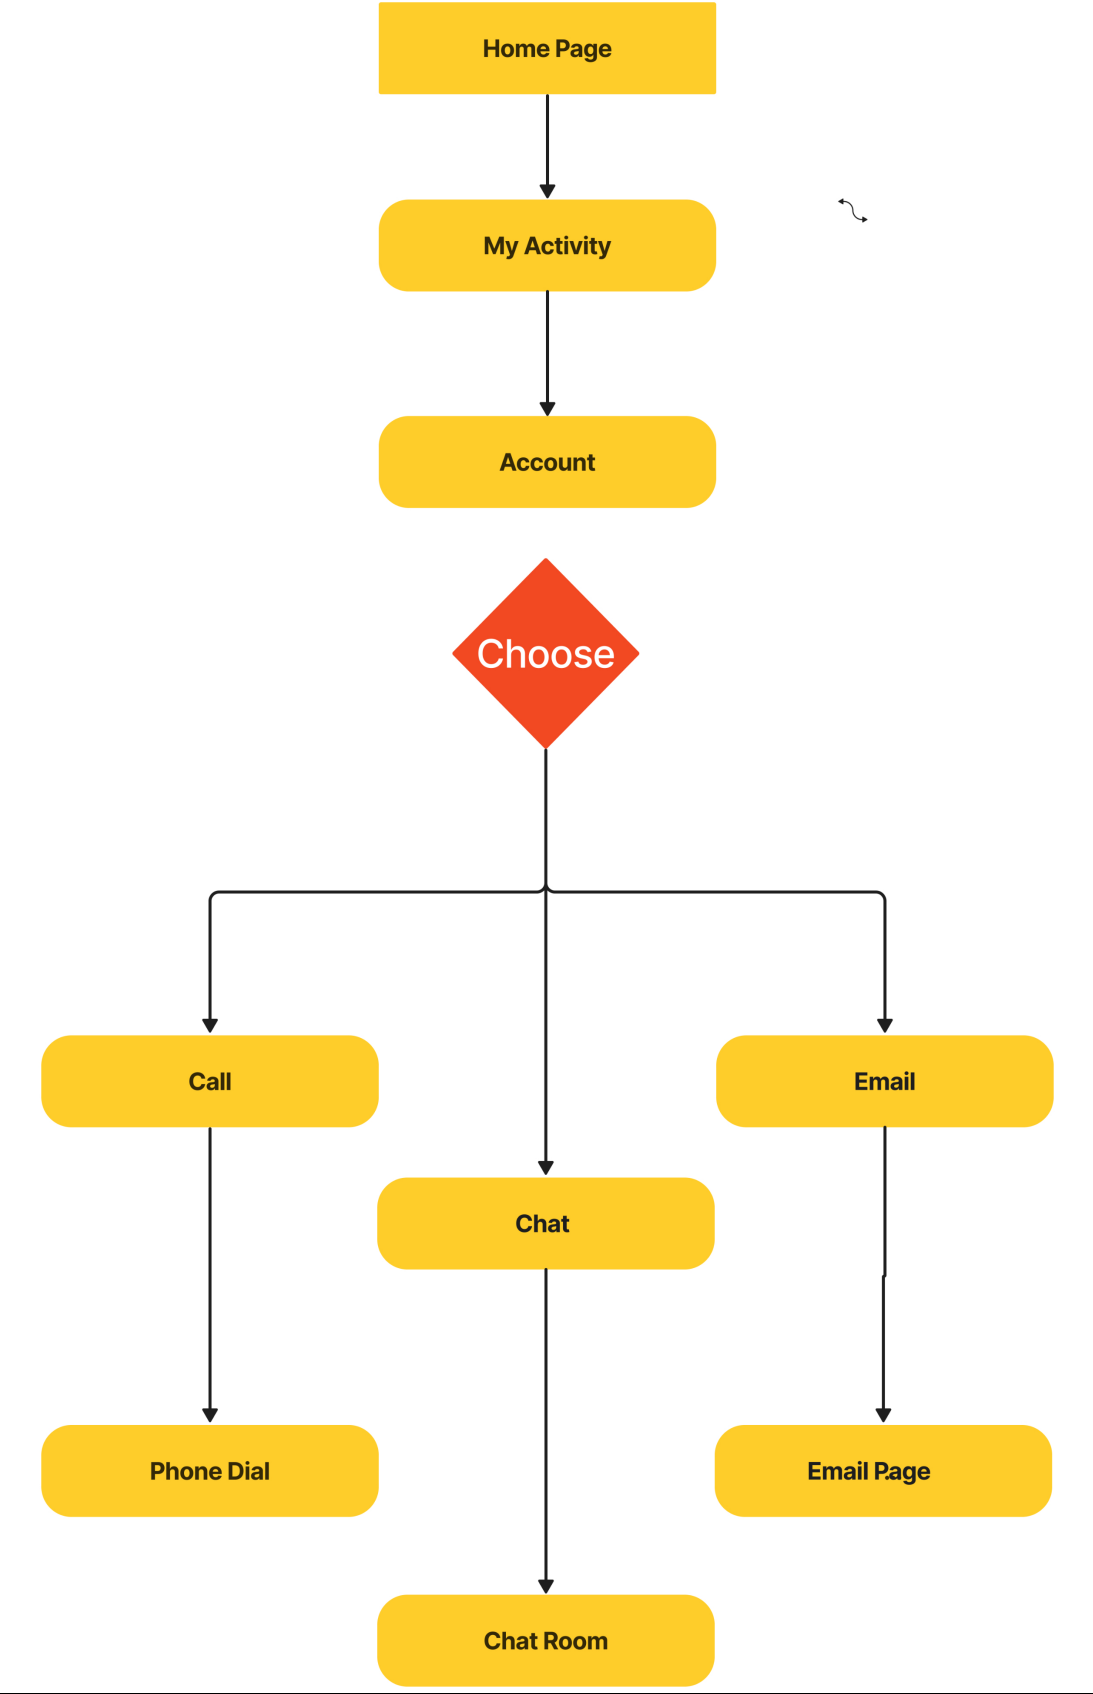 Home Page
My Activity
Account
Choose
Call
Email
Chat
Phone Dial
Email Page
Chat Room